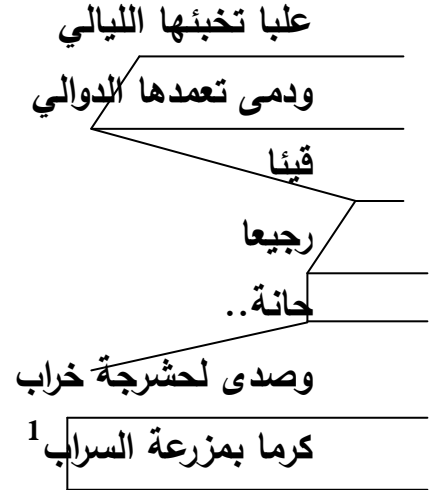 علبا تخبئها الليالي
ودمى تعمدها الدوالي
قيئا
رجيعا
حانة..
وصدى لحشرجة خراب
كرما بمزرعة السراب1